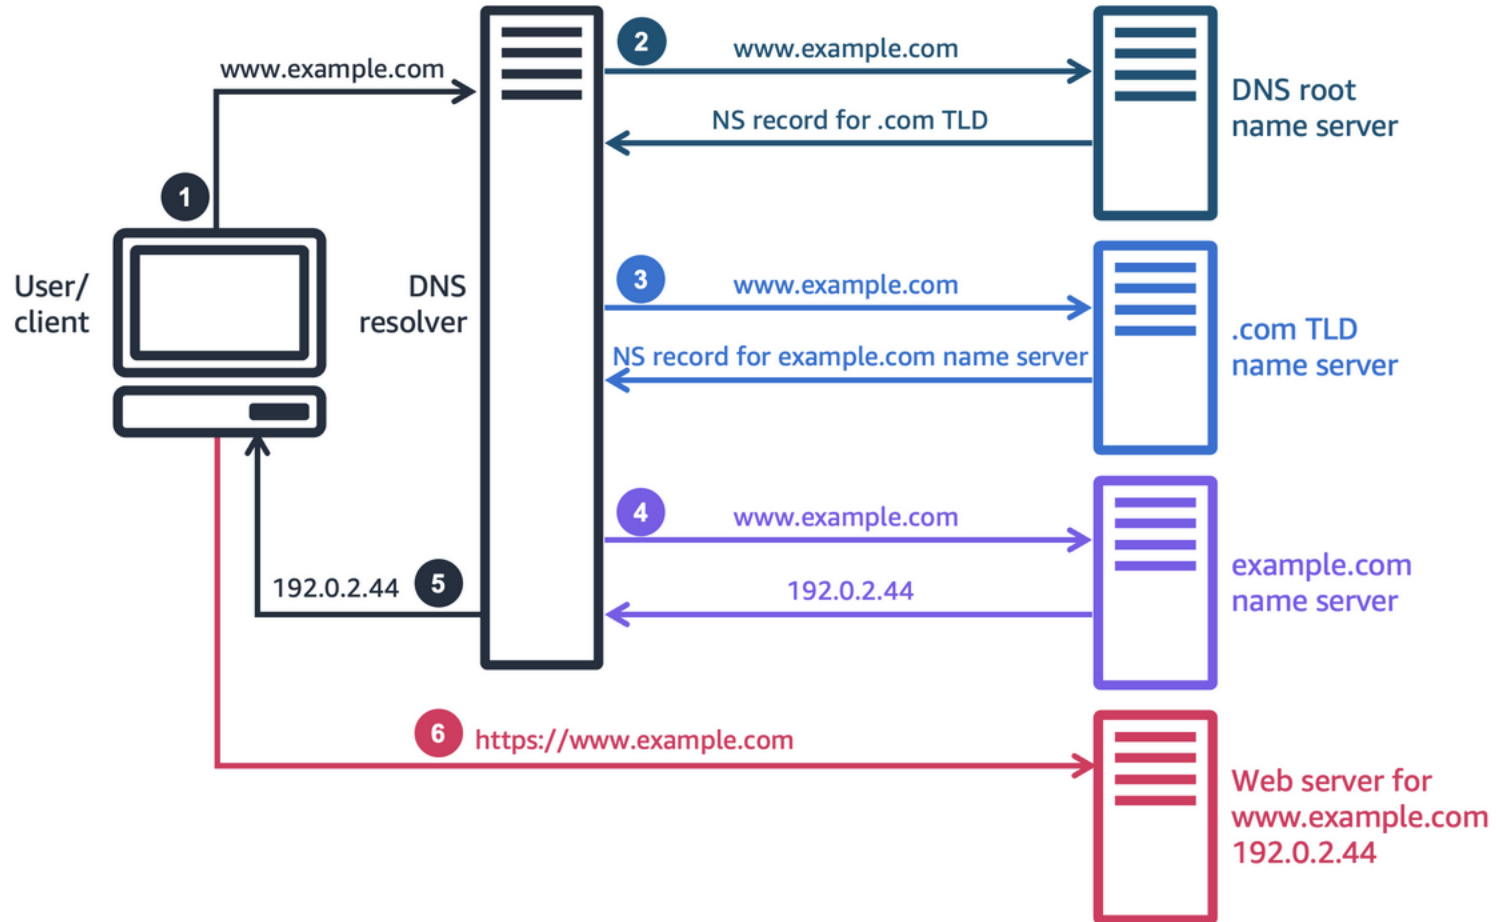 www.example.com
1
User/
client
DNS
resolver
2
www.example.com
NS record for .com TLD
DNS root
name server
3
www.example.com
NS record for example.com name server
.com TLD
name server
4
www.example.com
192.0.2.44
example.com
name server
192.0.2.44
5
6
https://www.example.com
Web server for
www.example.com
192.0.2.44